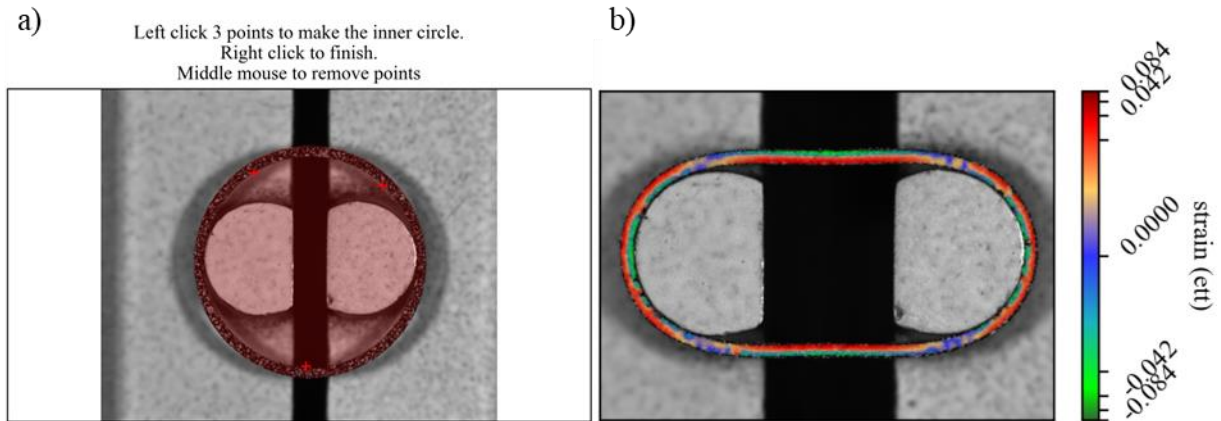 a)
Left click 3 points to make the inner circle.
Right click to finish.
Middle mouse to remove points
b)
0.084
0.042
0.0000
-0.042
-0.084
strain (ett)